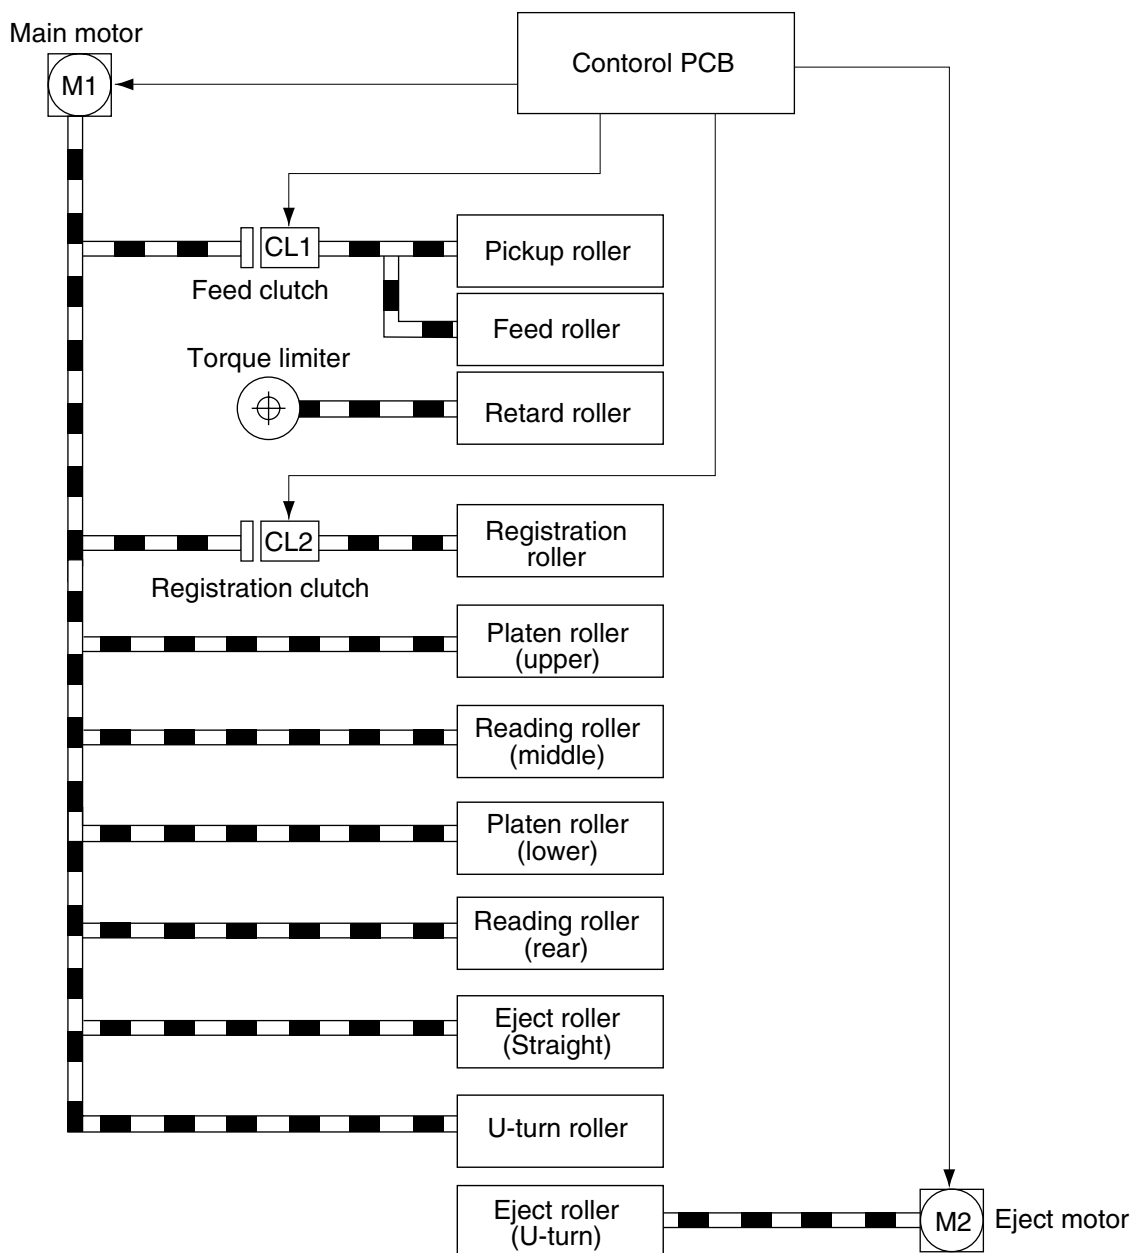 Main motor
M1
Contorol PCB
CL1
Feed clutch
Pickup roller
Feed roller
Torque limiter
Retard roller
CL2
Registration clutch
Registration
roller
Platen roller
(upper)
Reading roller
(middle)
Platen roller
(lower)
Reading roller
(rear)
Eject roller
(Straight)
U-turn roller
Eject roller
(U-turn)
M2
Eject motor